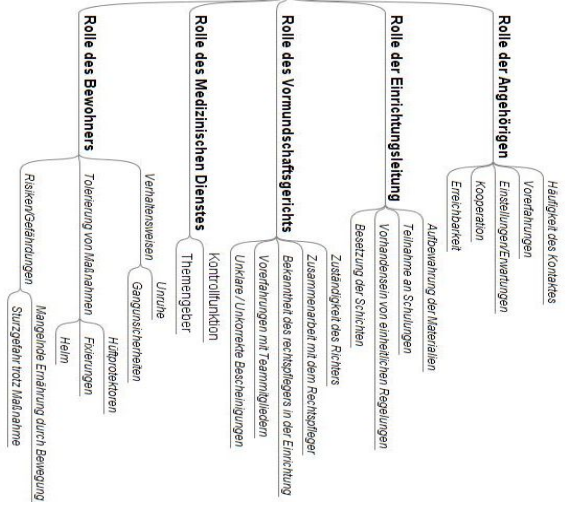 Rolle der Angehörigen
Häufigkeit des Kontaktes
Vorerfahrungen
Einstellungen/Erwartungen
Kooperation
Erreichbarkeit
Rolle der Einrichtungsleitung
Aufbewahrung der Materialien
Teilnahme an Schulungen
Vorhandensein von einheitlichen Regelungen
Besetzung der Schichten
Rolle des Vormundschaftsgerichts
Zuständigkeit des Richters
Zusammenarbeit mit dem Rechtspfleger
Bekanntheit des rechtspflegers in der Einrichtung
Vorerfahrungen mit Teammitgliedern
Unklare / Unkorrekte Bescheinigungen
Rolle des Medizinischen Dienstes
Kontrollfunktion
Themengeber
Rolle des Bewohners
Verhaltensweisen
Unruhe
Gangunsicherheiten
Tolerierung von Maßnahmen
Hüftprotektoren
Fixierungen
Helm
Risiken/Gefährdungen
Mangelnde Ernährung durch Bewegung
Sturzgefahr trotz Maßnahme